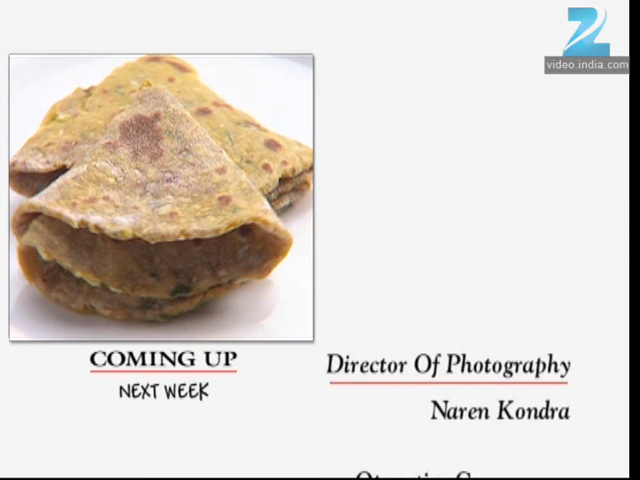 video.india.com
COMING UP
NEXT WEEK
Director Of Photography
Naren Kondra